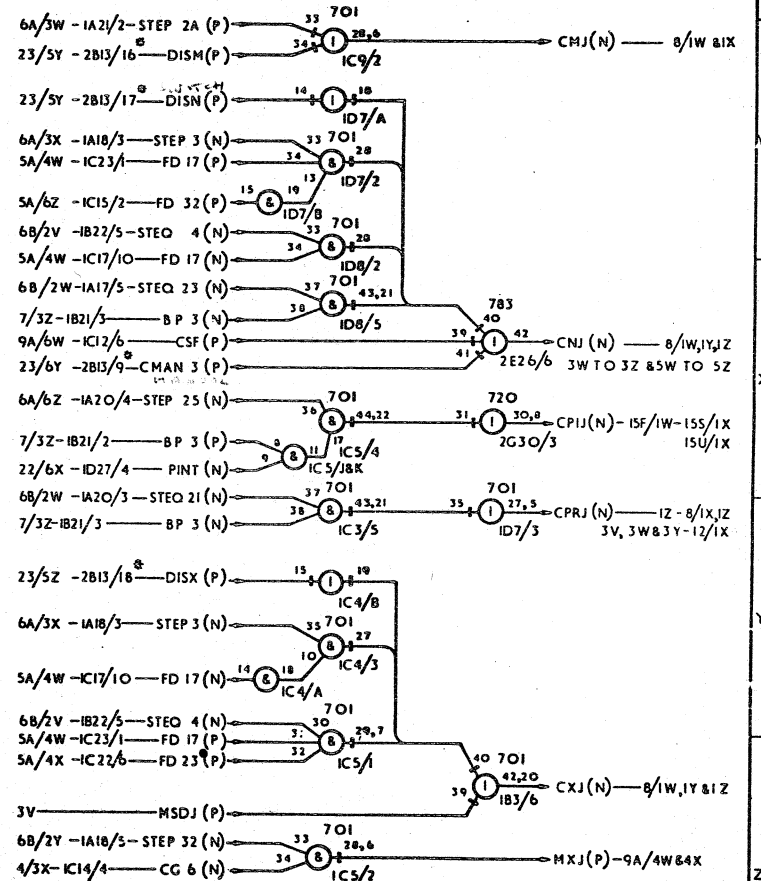 6A/3W - 1A21/2 - STEP 2A (P) 33 701 28,6
23/5Y - 2B13/16* - DISM (P) 34 1 1C9/2 CMJ (N) — 8/1W &1X
23/5Y - 2B13/17* - DISN (P) 14 1 18 1D7/A
6A/3X - 1A18/3 — STEP 3 (N) 33 701
5A/4W - 1C23/1 — FD 17 (P) 34 & 28 1D7/2
13
5A/6Z - 1C15/2 — FD 32 (P) 15 & 19 1D7/B
6B/2V - 1B22/5 - STEQ 4 (N) 33 701
5A/4W - 1C17/10 — FD 17 (N) 34 & 28 1D8/2
6B/2W - 1A17/5 - STEQ 23 (N) 37 701 43,21
7/3Z - 1B21/3 — BP 3 (N) 38 & 1D8/5
783
40
9A/6W - 1C12/6 — CSF (P) 39 1 42 CNJ (N) — 8/1W,1Y,1Z
23/6Y - 2B13/9* - CMAN 3 (P) 41 2E26/6 3W TO 3Z &5W TO 5Z
6A/6Z - 1A20/4 - STEP 25 (N) 36 701 & 44,22 31 720 1 30,8 CP1J (N) - 15F/1W - 15S/1X
7/3Z - 1B21/2 — BP 3 (P) 8 17 1C5/4 2G30/3 15U/1X
22/6X - 1D27/4 — PINT (N) 9 & 11 1C5/J&K
6B/2W - 1A20/3 - STEQ 21 (N) 37 701 & 43,21 35 701 1 27,5 CPRJ (N) — 1Z - 8/1X,1Z
7/3Z - 1B21/3 — BP 3 (N) 38 1C3/5 1D7/3 3V, 3W&3Y - 12/1X
23/5Z - 2B13/18* - DISX (P) 15 1 19 1C4/B
6A/3X - 1A18/3 — STEP 3 (N) 35 701 & 27 1C4/3
10
5A/4W - 1C17/10 — FD 17 (N) 14 & 18 1C4/A
6B/2V - 1B22/5 - STEQ 4 (N) 30 701
5A/4W - 1C23/1 — FD 17 (P) 31 & 29,7
5A/4X - 1C22/6 — FD 23 (P) 32 1C5/1
40 701
1 42,20 CXJ (N) — 8/1W,1Y &1Z
3V — MSDJ (P) 39 1B3/6
6B/2Y - 1A18/5 - STEP 32 (N) 33 701
4/3X - 1C14/4 — CG 6 (N) 34 & 28,6 1C5/2 MXJ (P) - 9A/4W&4X
Y
Z